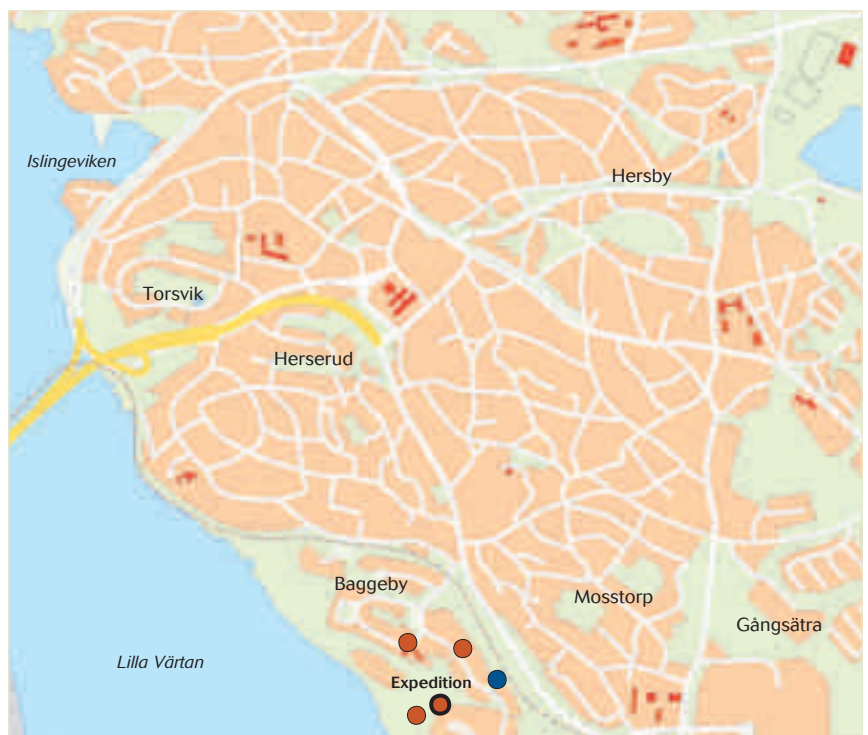 Islingeviken
Hersby
Torsvik
Herserud
Baggeby
Mosstorp
Gångsätra
Lilla Värtan
Expedition